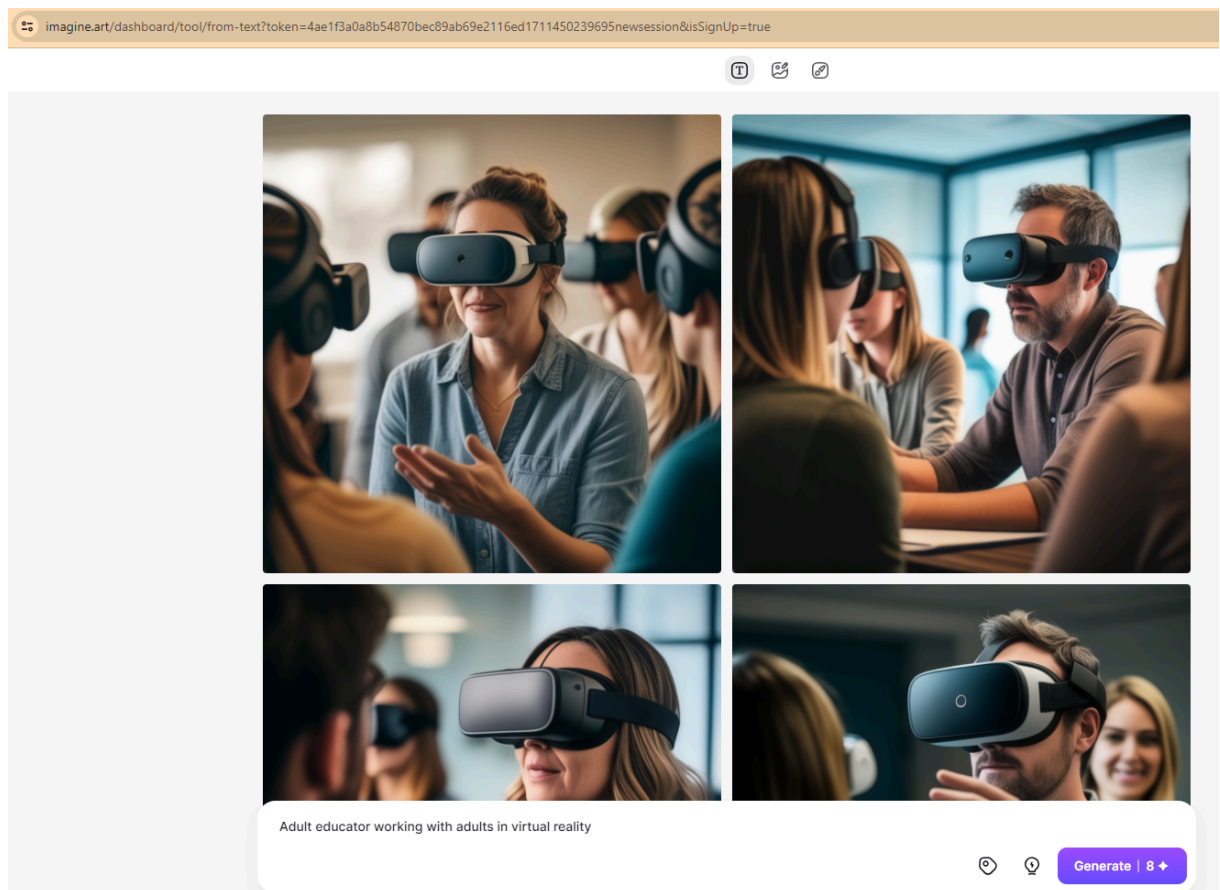 imagine.art/dashboard/tool/from-text?token=4ae1f3a0a8b54870bec89ab69e2116ed1711450239695newsession&isSignUp=true
T
Adult educator working with adults in virtual reality
Generate | 8